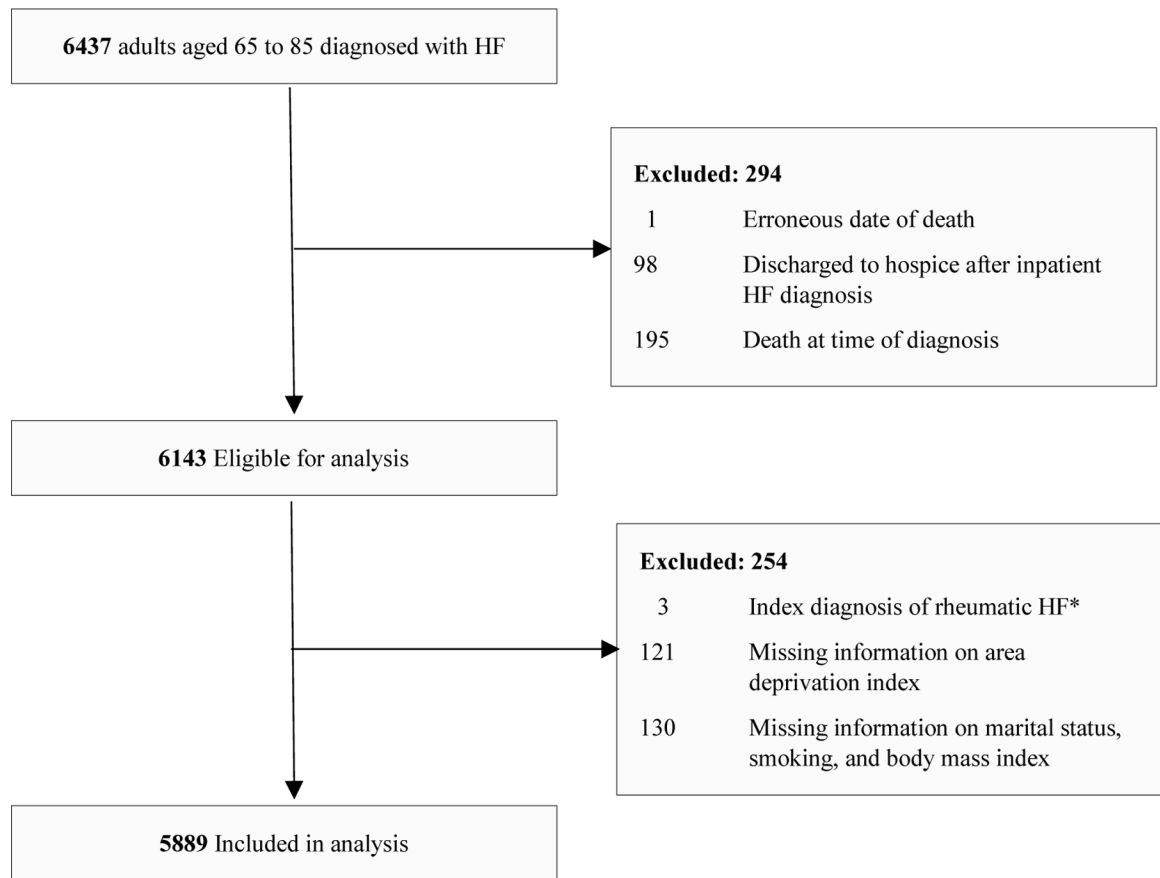 6437 adults aged 65 to 85 diagnosed with HF
Excluded: 294
1 Erroneous date of death
98 Discharged to hospice after inpatient
HF diagnosis
195 Death at time of diagnosis
6143 Eligible for analysis
Excluded: 254
3 Index diagnosis of rheumatic HF*
121 Missing information on area
deprivation index
130 Missing information on marital status,
smoking, and body mass index
5889 Included in analysis